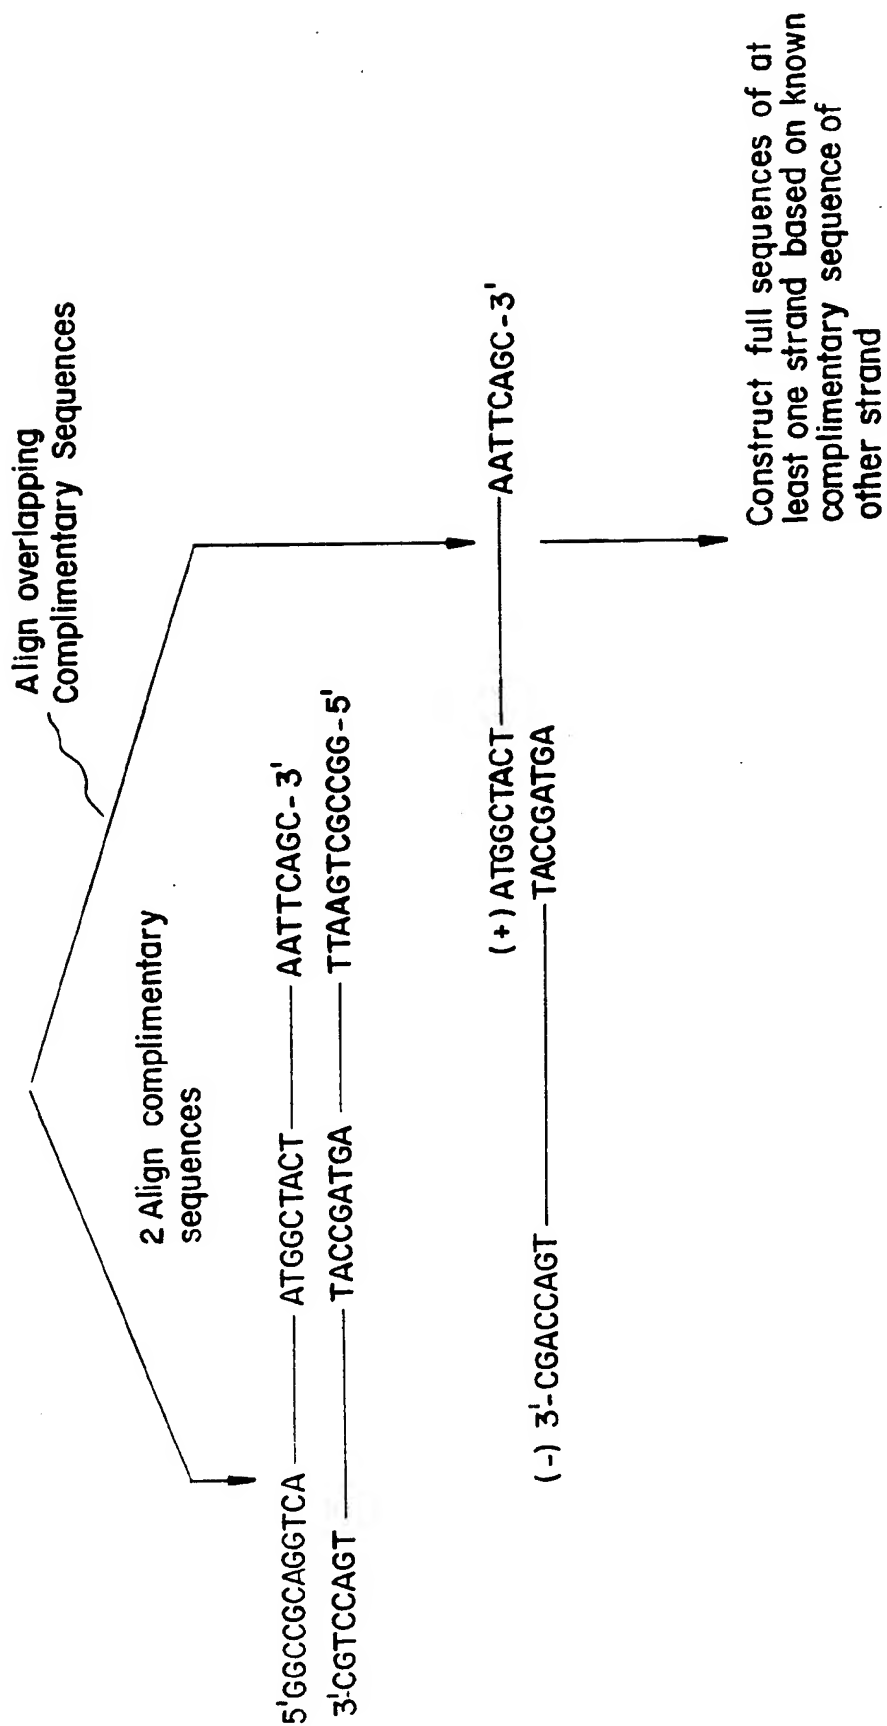 Align overlapping
Complimentary Sequences
2 Align complimentary
sequences
5'GGCCGCAGGTCA ATGGCTACT AATTCAGC-3'
3'-CGTCCAGT TACCGATGA TTAAGTCGCCGG-5'
(+) ATGGCTACT AATTCAGC-3'
(-) 3'-CGACCAGT TACCGATGA
Construct full sequences of at
least one strand based on known
complimentary sequence of
other strand